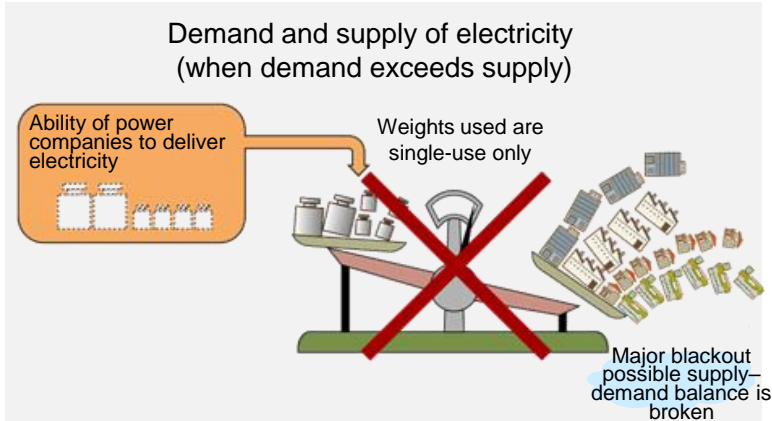 Demand and supply of electricity
(when demand exceeds supply)
Ability of power
companies to deliver
electricity
Weights used are
single-use only
Major blackout
possible supply–
demand balance is
broken